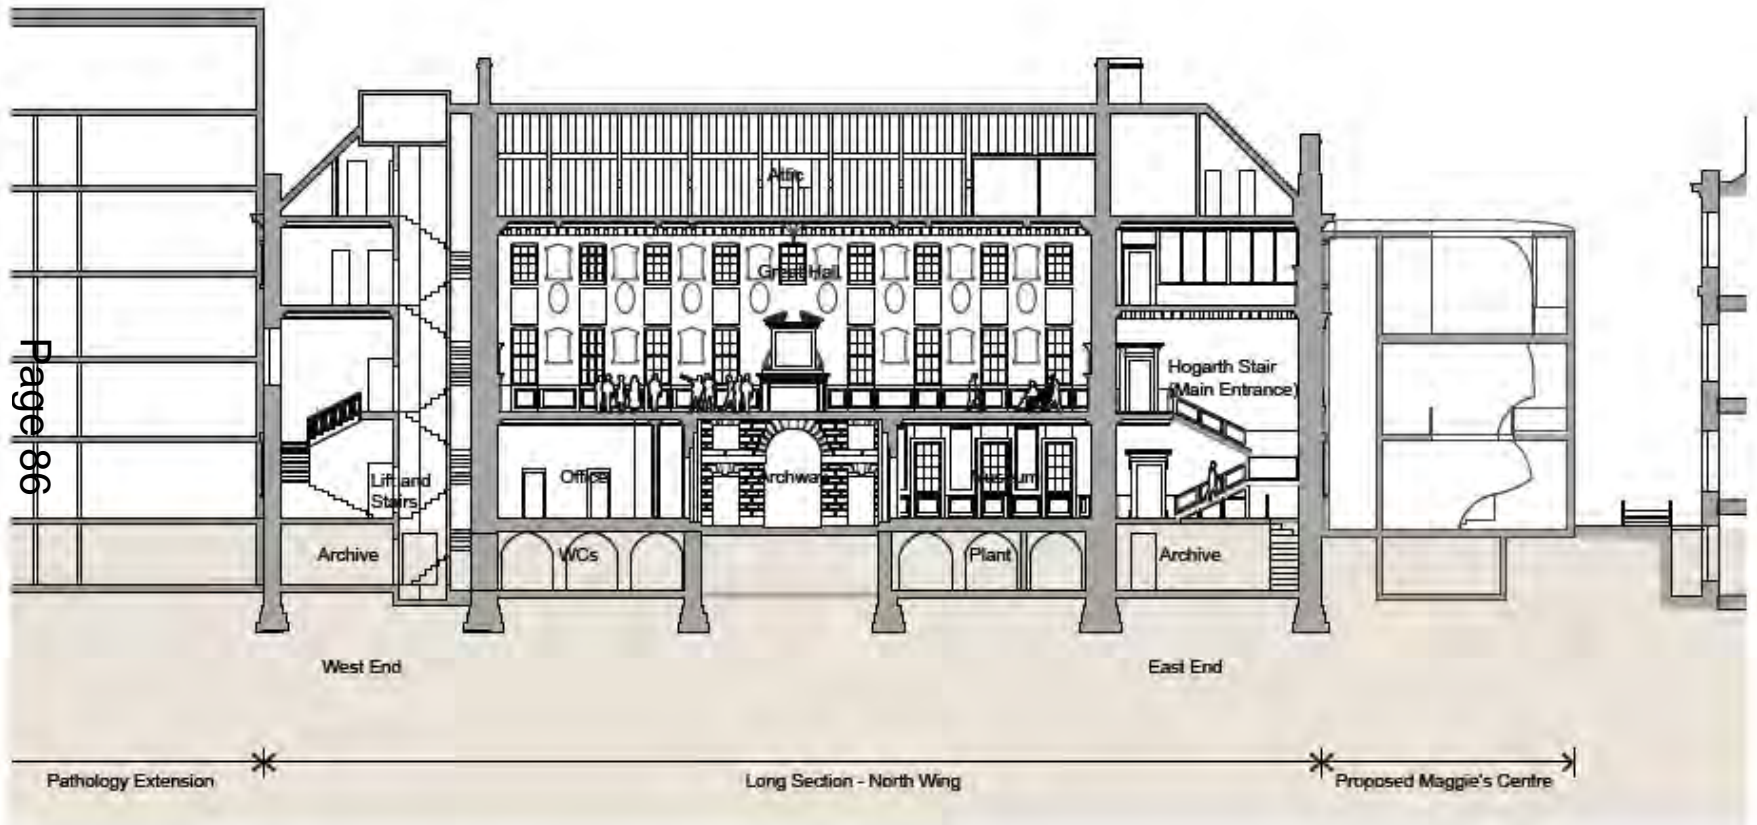 Page 86
Attic
Great Hall
Hogarth Stair
(Main Entrance)
Lift and
Stairs
Office
Archway
Museum
Archive
WCs
Plant
Archive
West End
East End
Pathology Extension
Long Section - North Wing
Proposed Maggie's Centre